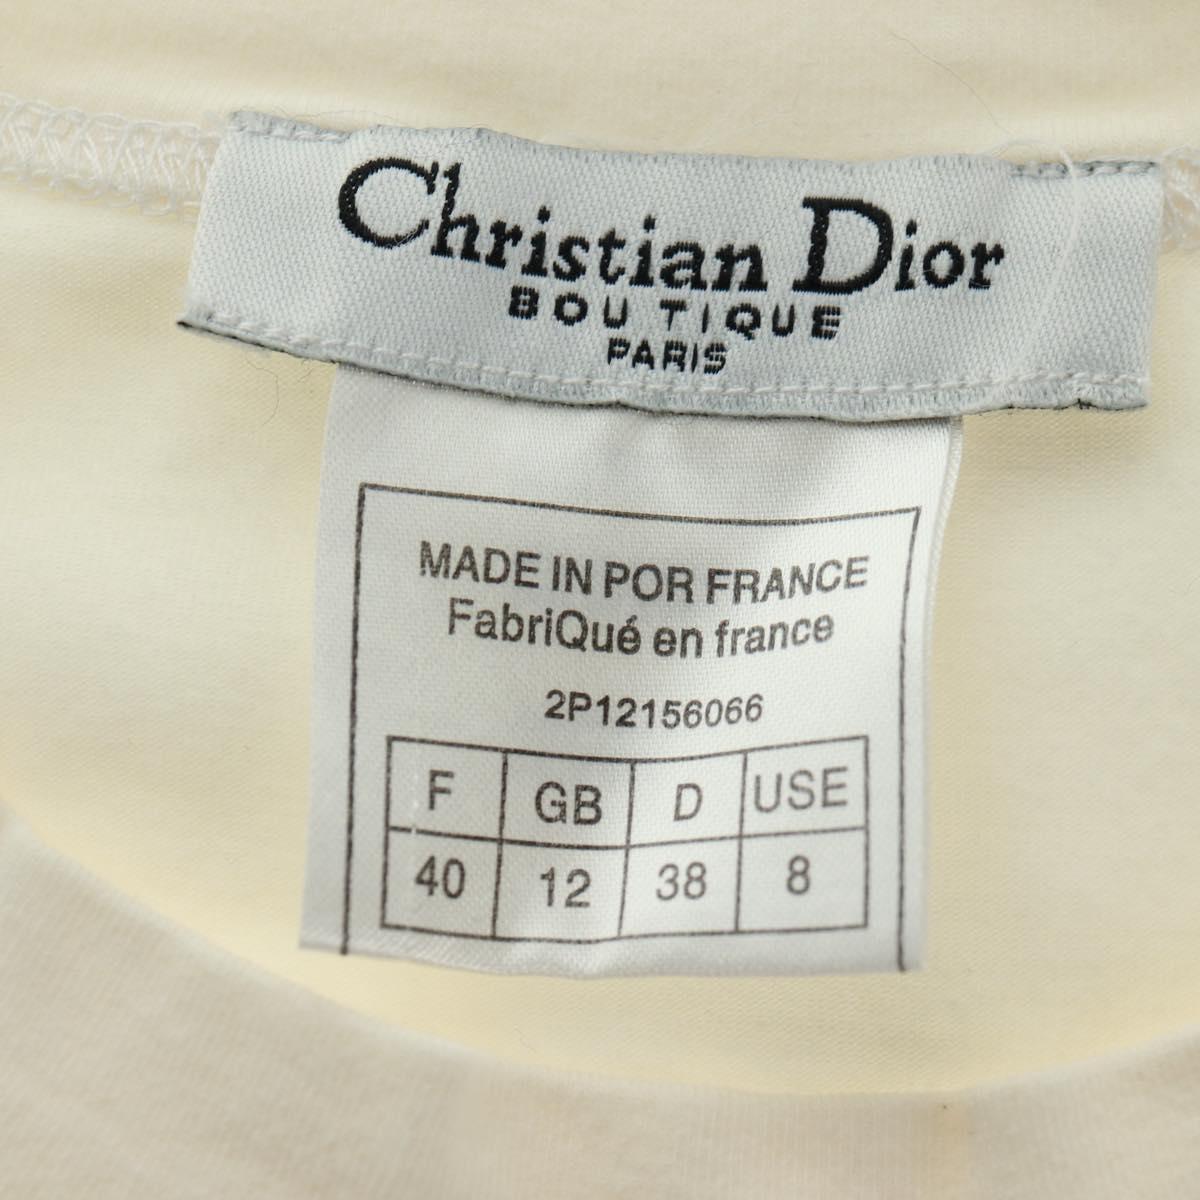 Christian Dior
BOUTIQUE
PARIS
MADE IN POR FRANCE
FabriQué en france
2P12156066
F GB D USE
40 12 38 8